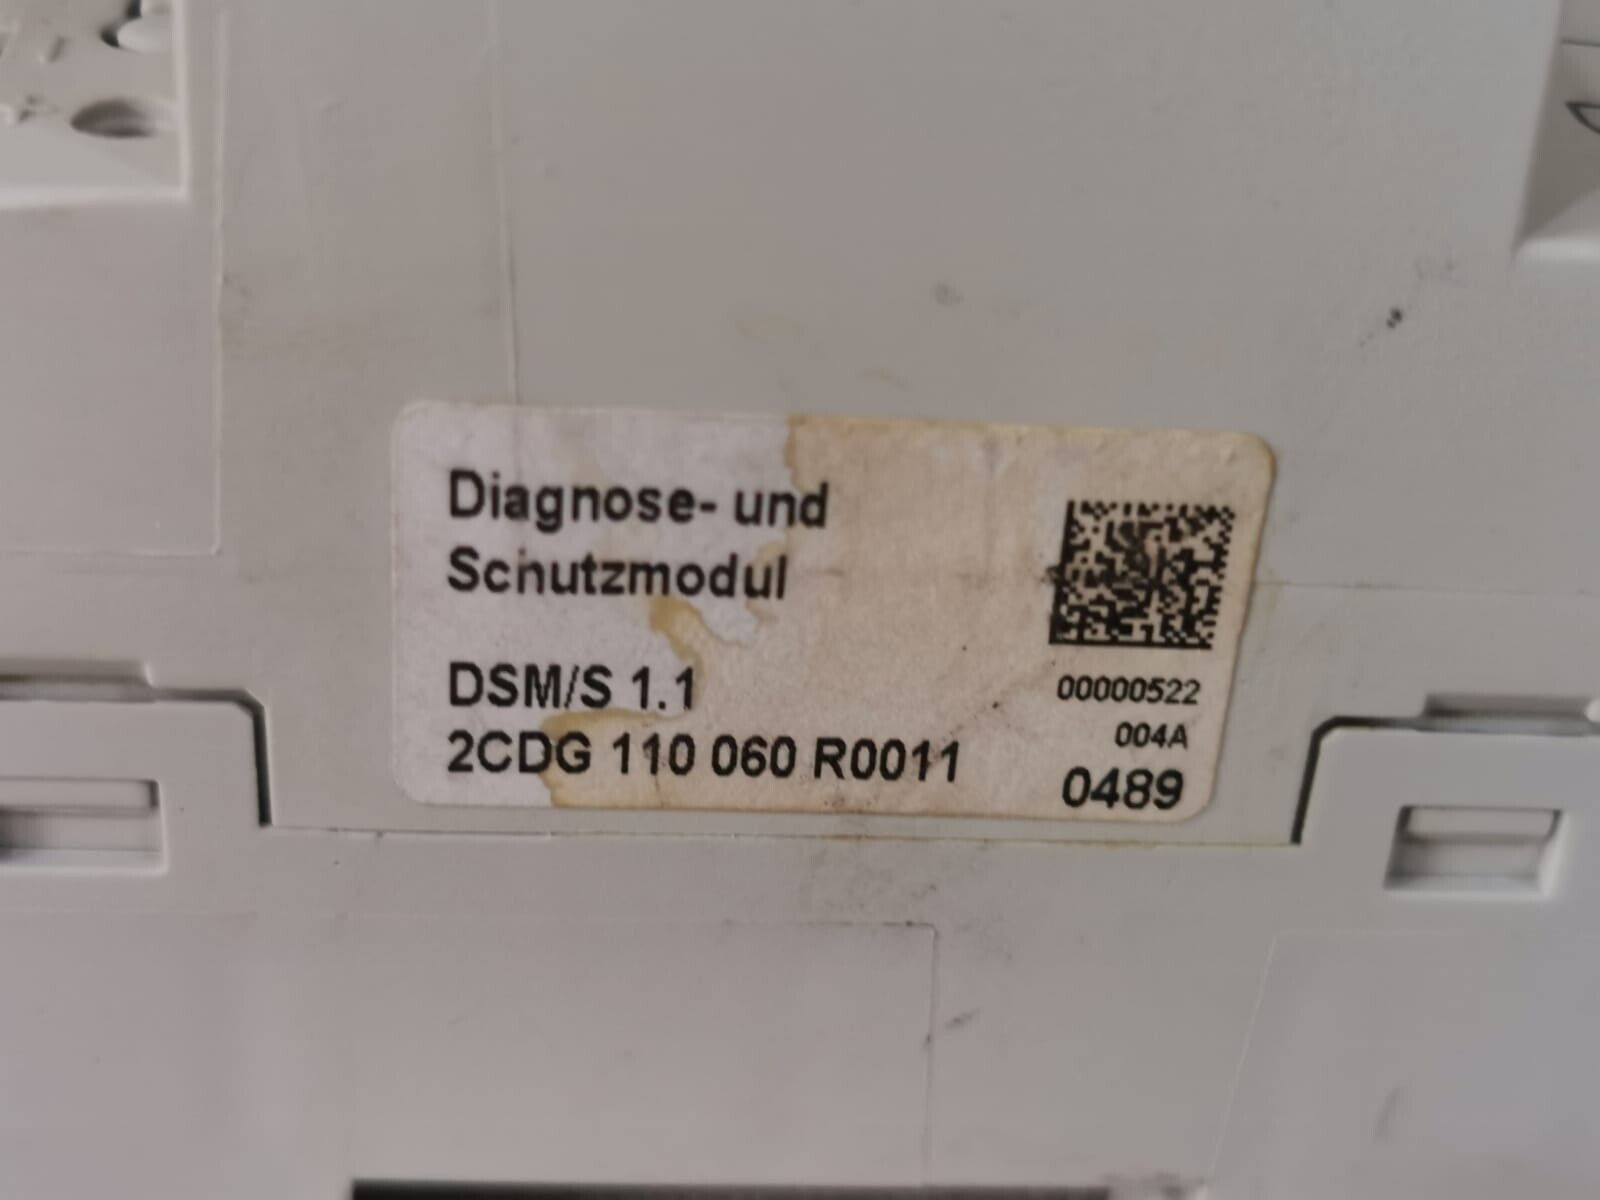 Diagnose- und
Schutzmodul
DSM/S 1.1
2CDG 110 060 R0011
00000522
004A
0489